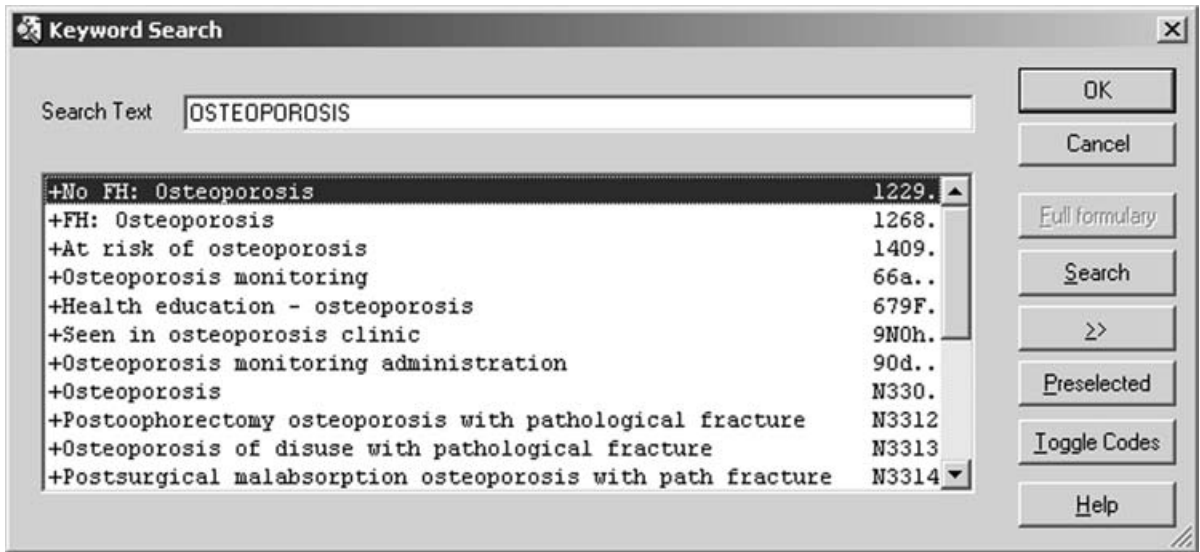 Keyword Search
Search Text OSTEOPOROSIS
+No FH: Osteoporosis 1229.
+FH: Osteoporosis 1268.
+At risk of osteoporosis 1409.
+Osteoporosis monitoring 66a..
+Health education - osteoporosis 679F.
+Seen in osteoporosis clinic 9N0h.
+Osteoporosis monitoring administration 90d..
+Osteoporosis N330.
+Postoophorectomy osteoporosis with pathological fracture N3312
+Osteoporosis of disuse with pathological fracture N3313
+Postsurgical malabsorption osteoporosis with path fracture N3314
OK
Cancel
Full formulary
Search
>>
Preselected
Toggle Codes
Help